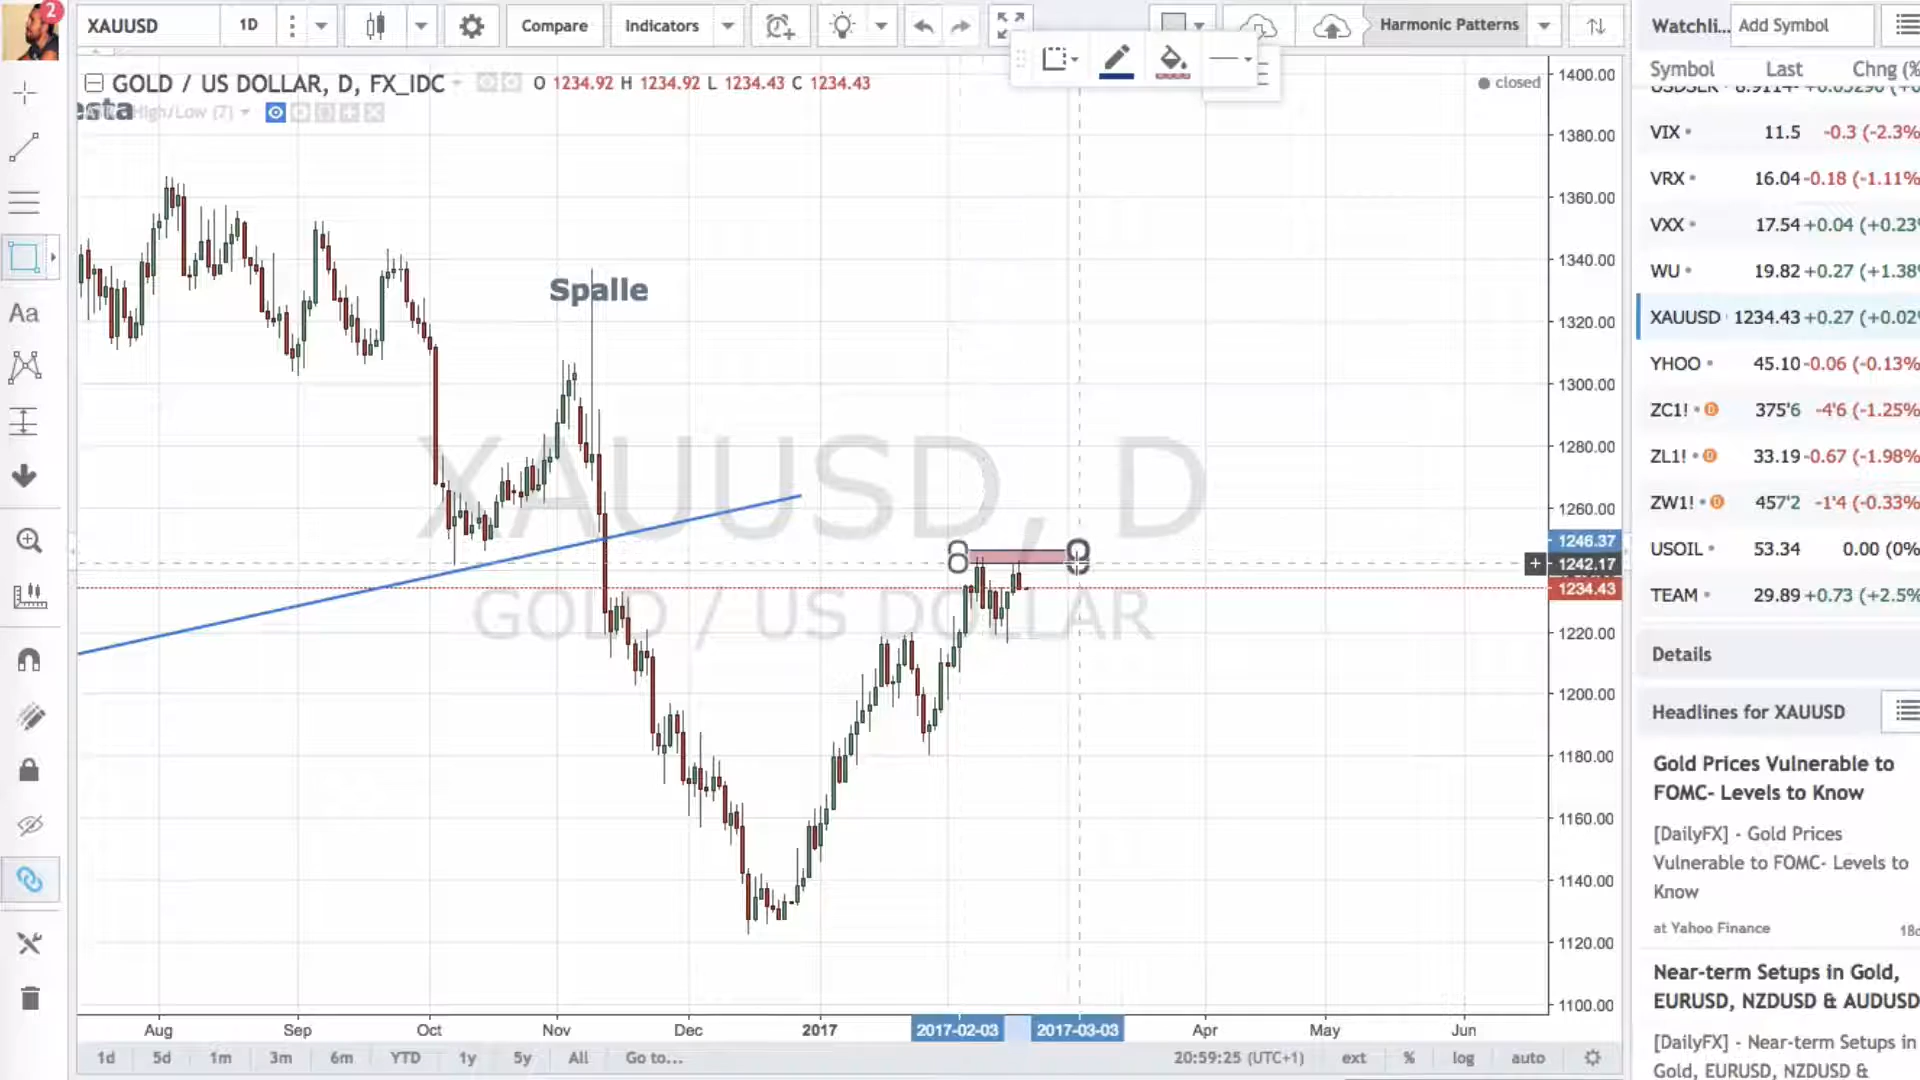 2
XAUUSD
1D
Compare
Indicators
Harmonic Patterns
Watchli...
Add Symbol
GOLD / US DOLLAR, D, FX_IDC
O 1234.92 H 1234.92 L 1234.43 C 1234.43
closed
esta
High/Low (7)
Symbol Last Chng (%
VIX 11.5 -0.3 (-2.3%
VRX 16.04 -0.18 (-1.11%
VXX 17.54 +0.04 (+0.23%
WU 19.82 +0.27 (+1.38%
XAUUSD 1234.43 +0.27 (+0.02%
YHOO 45.10 -0.06 (-0.13%
ZC1! D 375'6 -4'6 (-1.25%
ZL1! D 33.19 -0.67 (-1.98%
ZW1! D 457'2 -1'4 (-0.33%
USOIL 53.34 0.00 (0%
TEAM 29.89 +0.73 (+2.5%
Details
Headlines for XAUUSD
Gold Prices Vulnerable to
FOMC- Levels to Know
[DailyFX] - Gold Prices
Vulnerable to FOMC- Levels to
Know
at Yahoo Finance
Near-term Setups in Gold,
EURUSD, NZDUSD & AUDUSD
[DailyFX] - Near-term Setups in
Gold, EURUSD, NZDUSD &
Aa
Spalle
XAUUSD, D
GOLD / US DOLLAR
1400.00
1380.00
1360.00
1340.00
1320.00
1300.00
1280.00
1260.00
1246.37
1242.17
1234.43
1220.00
1200.00
1180.00
1160.00
1140.00
1120.00
1100.00
Aug Sep Oct Nov Dec 2017 2017-02-03 2017-03-03 Apr May Jun
1d 5d 1m 3m 6m YTD 1y 5y All Go to... 20:59:25 (UTC+1) ext % log auto